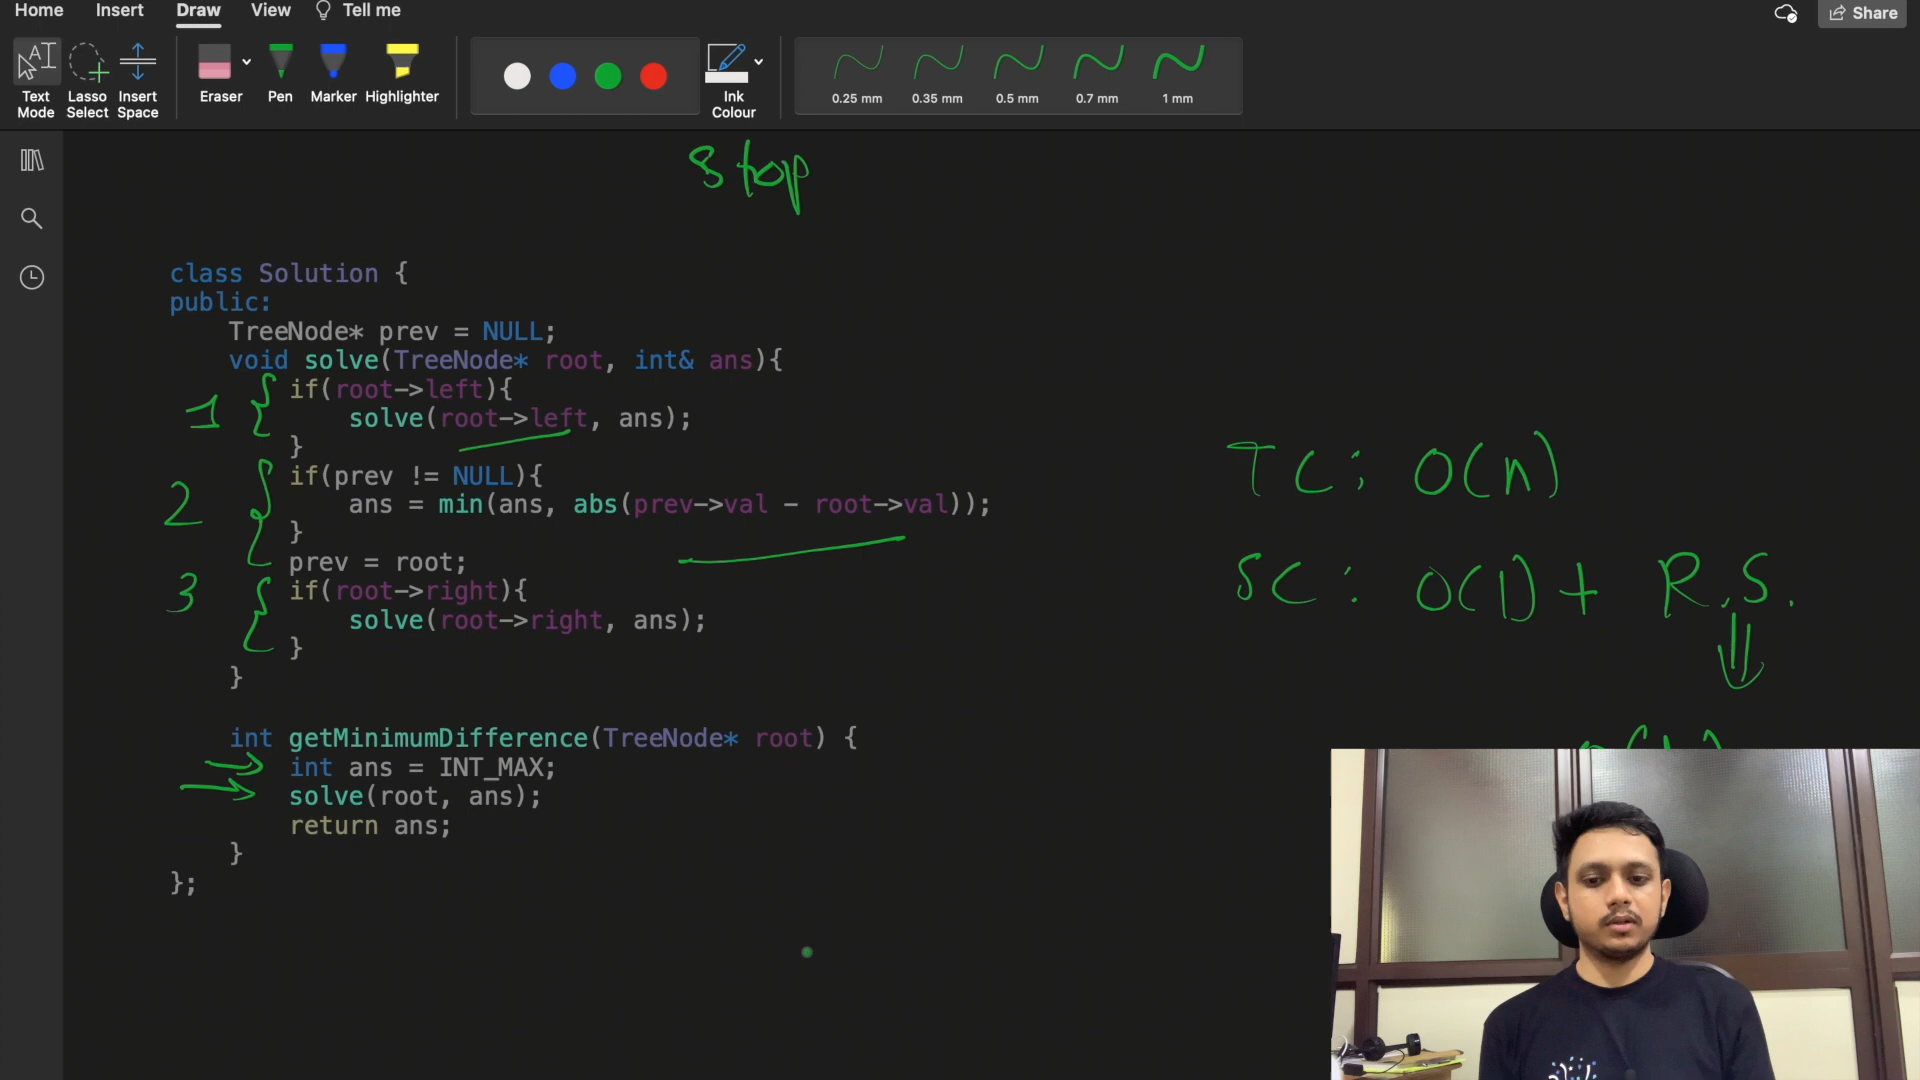 Home Insert Draw View Tell me Share
Text Mode Lasso Select Insert Space Eraser Pen Marker Highlighter Ink Colour 0.25 mm 0.35 mm 0.5 mm 0.7 mm 1 mm
Stop
class Solution {
public:
    TreeNode* prev = NULL;
    void solve(TreeNode* root, int& ans){
1 { if(root->left){
            solve(root->left, ans);
        }
2 { if(prev != NULL){
            ans = min(ans, abs(prev->val - root->val));
        }
        prev = root;
3 { if(root->right){
            solve(root->right, ans);
        }
    }
    int getMinimumDifference(TreeNode* root) {
        int ans = INT_MAX;
        solve(root, ans);
        return ans;
    }
};
TC: O(n)
SC: O(1) + R.S.